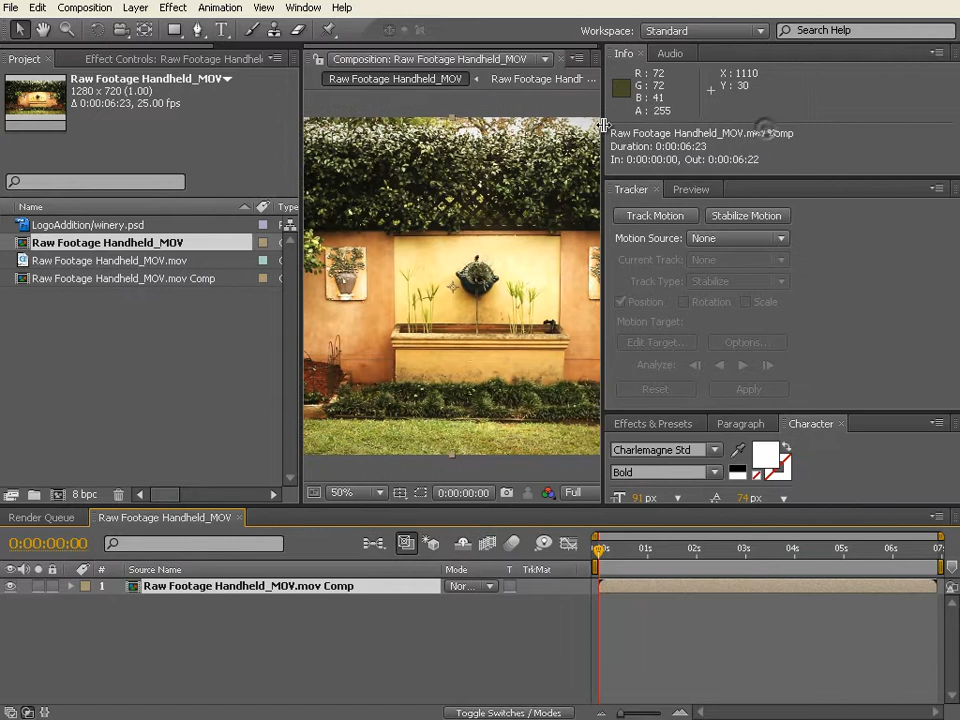 File Edit Composition Layer Effect Animation View Window Help
Workspace: Standard Search Help
Project × Effect Controls: Raw Footage Handheld_
Composition: Raw Footage Handheld_MOV
Info × Audio
Raw Footage Handheld_MOV
1280 x 720 (1.00)
Δ 0:00:06:23, 25.00 fps
Raw Footage Handheld_MOV Raw Footage Handl ...
R : 72
G : 72
B : 41
A : 255
X : 1110
Y : 30
Raw Footage Handheld_MOV.mov Comp
Duration: 0:00:06:23
In: 0:00:00:00, Out: 0:00:06:22
Name Type
LogoAddition/winery.psd
Raw Footage Handheld_MOV
Raw Footage Handheld_MOV.mov
Raw Footage Handheld_MOV.mov Comp
Tracker × Preview
Track Motion Stabilize Motion
Motion Source: None
Current Track: None
Track Type: Stabilize
Position Rotation Scale
Motion Target:
Edit Target... Options...
Analyze:
Reset Apply
Effects & Presets Paragraph Character ×
Charlemagne Std
Bold
91 px 74 px
8 bpc
50% 0:00:00:00 Full
Render Queue Raw Footage Handheld_MOV ×
0:00:00:00
01s 02s 03s 04s 05s 06s 07s
# Source Name Mode T TrkMat
1 Raw Footage Handheld_MOV.mov Comp Nor...
Toggle Switches / Modes